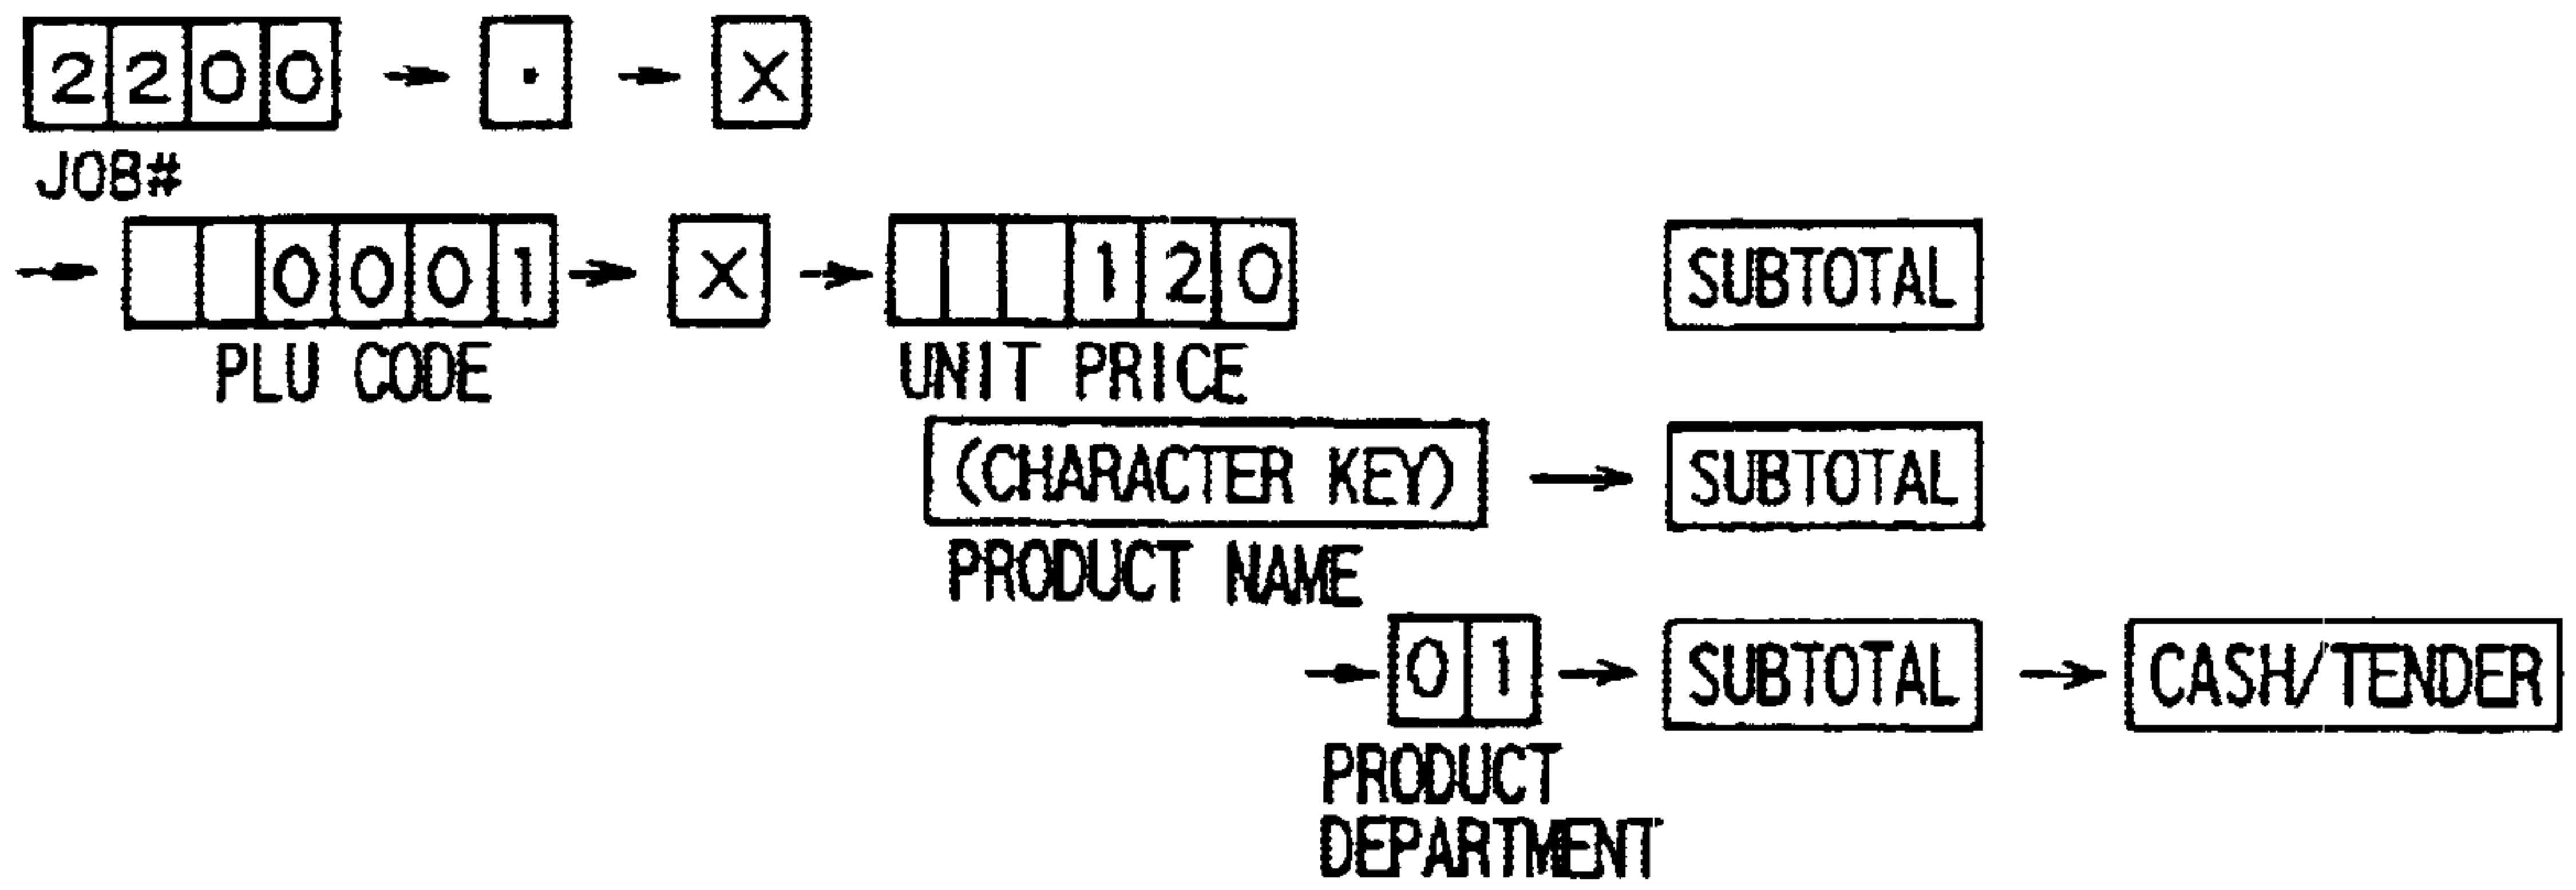 2200 → · → X
JOB#
→ 0001 → X → 120 SUBTOTAL
PLU CODE UNIT PRICE
(CHARACTER KEY) → SUBTOTAL
PRODUCT NAME
→ 01 → SUBTOTAL → CASH/TENDER
PRODUCT
DEPARTMENT